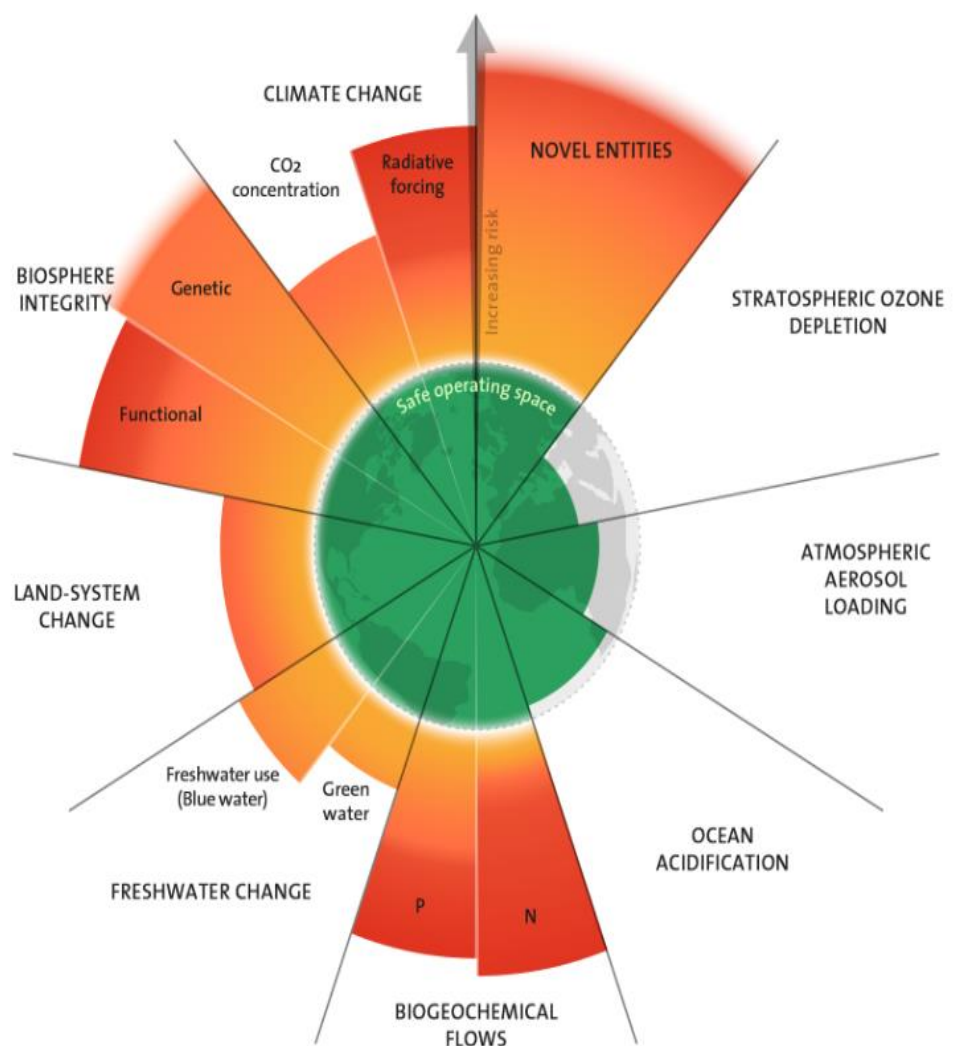 CLIMATE CHANGE
CO2
concentration
Radiative
forcing
NOVEL ENTITIES
Increasing risk
BIOSPHERE
INTEGRITY
Genetic
Functional
STRATOSPHERIC OZONE
DEPLETION
Safe operating space
LAND-SYSTEM
CHANGE
ATMOSPHERIC
AEROSOL
LOADING
Freshwater use
(Blue water)
Green
water
FRESHWATER CHANGE
OCEAN
ACIDIFICATION
P
N
BIOGEOCHEMICAL
FLOWS